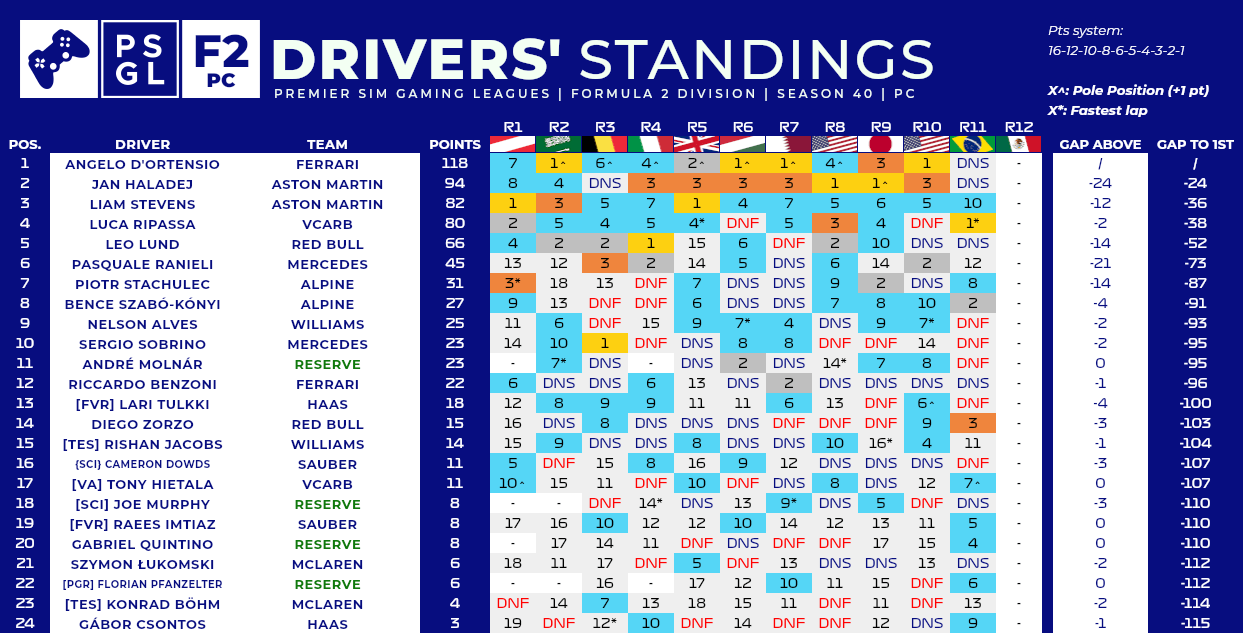 PS GL F2 PC DRIVERS' STANDINGS
PREMIER SIM GAMING LEAGUES | FORMULA 2 DIVISION | SEASON 40 | PC
Pts system:
16-12-10-8-6-5-4-3-2-1
X^: Pole Position (+1 pt)
X*: Fastest lap
R1 R2 R3 R4 R5 R6 R7 R8 R9 R10 R11 R12
POS. DRIVER TEAM POINTS GAP ABOVE GAP TO 1ST
1 ANGELO D'ORTENSIO FERRARI 118 7 1^ 6^ 4^ 2^ 1^ 1^ 4^ 3 1 DNS - / /
2 JAN HALADEJ ASTON MARTIN 94 8 4 DNS 3 3 3 3 1 1^ 3 DNS - -24 -24
3 LIAM STEVENS ASTON MARTIN 82 1 3 5 7 1 4 7 5 6 5 10 - -12 -36
4 LUCA RIPASSA VCARB 80 2 5 4 5 4* DNF 5 3 4 DNF 1* - -2 -38
5 LEO LUND RED BULL 66 4 2 2 1 15 6 DNF 2 10 DNS DNS - -14 -52
6 PASQUALE RANIELI MERCEDES 45 13 12 3 2 14 5 DNS 6 14 2 12 - -21 -73
7 PIOTR STACHULEC ALPINE 31 3* 18 13 DNF 7 DNS DNS 9 2 DNS 8 - -14 -87
8 BENCE SZABÓ-KÓNYI ALPINE 27 9 13 DNF DNF 6 DNS DNS 7 8 10 2 - -4 -91
9 NELSON ALVES WILLIAMS 25 11 6 DNF 15 9 7* 4 DNS 9 7* DNF - -2 -93
10 SERGIO SOBRINO MERCEDES 23 14 10 1 DNF DNS 8 8 DNF DNF 14 DNF - -2 -95
11 ANDRÉ MOLNÁR RESERVE 23 - 7* DNS - DNS 2 DNS 14* 7 8 DNF - 0 -95
12 RICCARDO BENZONI FERRARI 22 6 DNS DNS 6 13 DNS 2 DNS DNS DNS DNS - -1 -96
13 [FVR] LARI TULKKI HAAS 18 12 8 9 9 11 11 6 13 DNF 6^ DNF - -4 -100
14 DIEGO ZORZO RED BULL 15 16 DNS 8 DNS DNS DNS DNF DNF DNF 9 3 - -3 -103
15 [TES] RISHAN JACOBS WILLIAMS 14 15 9 DNS DNS 8 DNS DNS 10 16* 4 11 - -1 -104
16 {SCI} CAMERON DOWDS SAUBER 11 5 DNF 15 8 16 9 12 DNS DNS DNS DNF - -3 -107
17 [VA] TONY HIETALA VCARB 11 10^ 15 11 DNF 10 DNF DNS 8 DNS 12 7^ - 0 -107
18 [SCI] JOE MURPHY RESERVE 8 - - DNF 14* DNS 13 9* DNS 5 DNF DNS - -3 -110
19 [FVR] RAEES IMTIAZ SAUBER 8 17 16 10 12 12 10 14 12 13 11 5 - 0 -110
20 GABRIEL QUINTINO RESERVE 8 - 17 14 11 DNF DNS DNF DNF 17 15 4 - 0 -110
21 SZYMON ŁUKOMSKI MCLAREN 6 18 11 17 DNF 5 DNF 13 DNS DNS 13 DNS - -2 -112
22 [PGR] FLORIAN PFANZELTER RESERVE 6 - - 16 - 17 12 10 11 15 DNF 6 - 0 -112
23 [TES] KONRAD BÖHM MCLAREN 4 DNF 14 7 13 18 15 11 DNF 11 DNF 13 - -2 -114
24 GÁBOR CSONTOS HAAS 3 19 DNF 12* 10 DNF 14 DNF DNF 12 DNS 9 - -1 -115